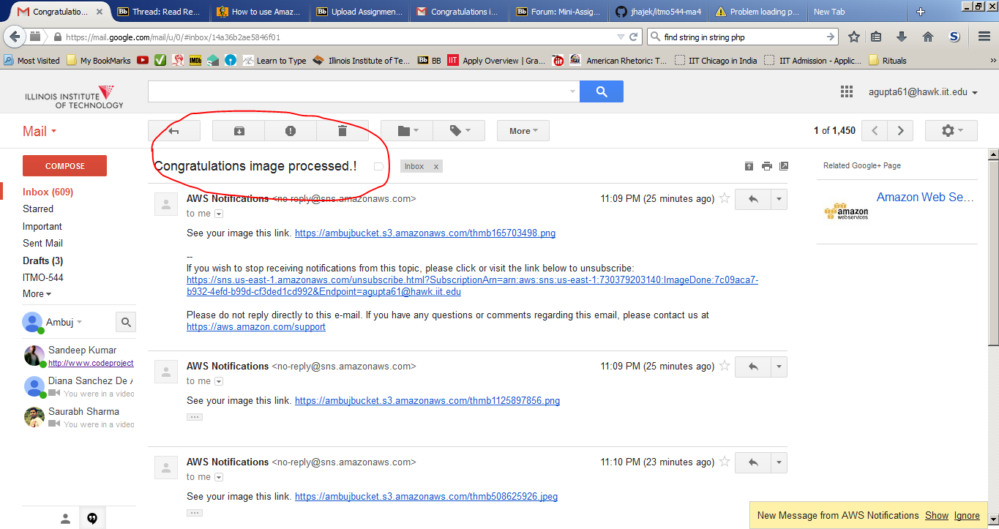 Congratulatio...
Thread: Read Re...
How to use Amaz...
Upload Assignmen...
Congratulations i...
Forum: Mini-Assig...
jhajek/itmo544-ma4
Problem loading p...
New Tab
https://mail.google.com/mail/u/0/#inbox/14a36b2ae5846f01
find string in string php
Most Visited
My BookMarks
IMDb
Learn to Type
Illinois Institute of Te...
BB
Apply Overview | Gra...
American Rhetoric: T...
IIT Chicago in India
IIT Admission - Applic...
Rituals
ILLINOIS INSTITUTE
OF TECHNOLOGY
agupta61@hawk.iit.edu
Mail
More
1 of 1,450
COMPOSE
Inbox (609)
Starred
Important
Sent Mail
Drafts (3)
ITMO-544
More
Ambuj
Sandeep Kumar
http://www.codeproject
Diana Sanchez De A
You were in a video
Saurabh Sharma
You were in a video
Congratulations image processed.!
Inbox x
AWS Notifications <no-reply@sns.amazonaws.com>
11:09 PM (25 minutes ago)
to me
See your image this link. https://ambujbucket.s3.amazonaws.com/thmb165703498.png
--
If you wish to stop receiving notifications from this topic, please click or visit the link below to unsubscribe:
https://sns.us-east-1.amazonaws.com/unsubscribe.html?SubscriptionArn=arn:aws:sns:us-east-1:730379203140:ImageDone:7c09aca7-
b932-4efd-b99d-cf3ded1cd992&Endpoint=agupta61@hawk.iit.edu
Please do not reply directly to this e-mail. If you have any questions or comments regarding this email, please contact us at
https://aws.amazon.com/support
AWS Notifications <no-reply@sns.amazonaws.com>
11:09 PM (25 minutes ago)
to me
See your image this link. https://ambujbucket.s3.amazonaws.com/thmb1125897856.png
AWS Notifications <no-reply@sns.amazonaws.com>
11:10 PM (23 minutes ago)
to me
See your image this link. https://ambujbucket.s3.amazonaws.com/thmb508625926.jpeg
Related Google+ Page
Amazon Web Se...
amazon
webservices
New Message from AWS Notifications Show Ignore